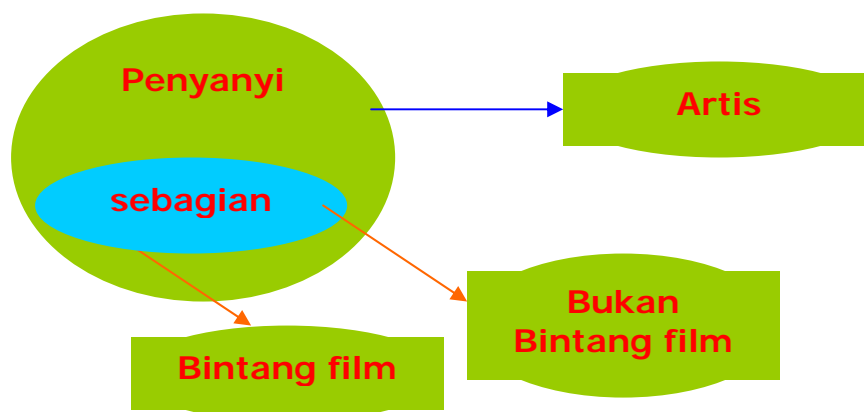 Penyanyi
Artis
sebagian
Bukan
Bintang film
Bintang film